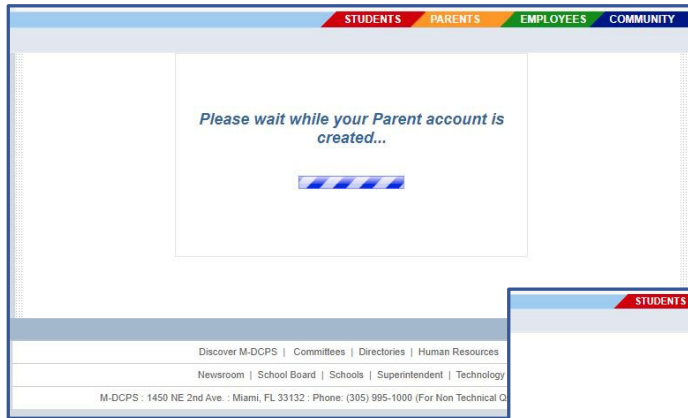 STUDENTS PARENTS EMPLOYEES COMMUNITY
Please wait while your Parent account is
created...
STUDENTS
Discover M-DCPS | Committees | Directories | Human Resources
Newsroom | School Board | Schools | Superintendent | Technology
M-DCPS : 1450 NE 2nd Ave. : Miami, FL 33132 : Phone: (305) 995-1000 (For Non Technical Q